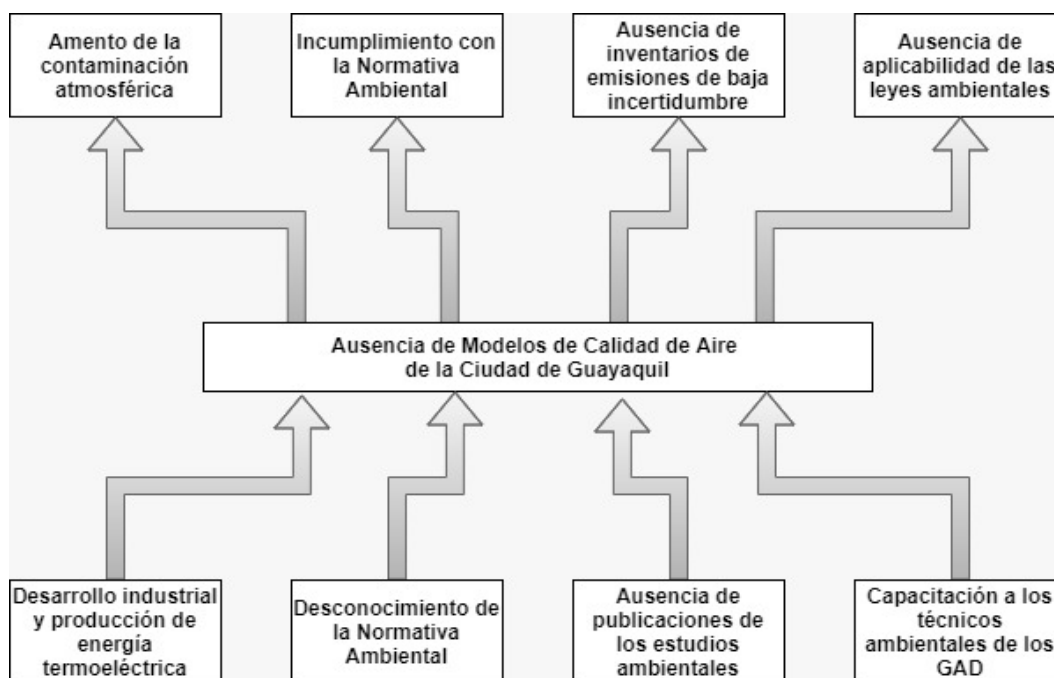 Amento de la
contaminación
atmosférica
Incumplimiento con
la Normativa
Ambiental
Ausencia de
inventarios de
emisiones de baja
incertidumbre
Ausencia de
aplicabilidad de las
leyes ambientales
Ausencia de Modelos de Calidad de Aire
de la Ciudad de Guayaquil
Desarrollo industrial
y producción de
energía
termoeléctrica
Desconocimiento de
la Normativa
Ambiental
Ausencia de
publicaciones de
los estudios
ambientales
Capacitación a los
técnicos
ambientales de los
GAD